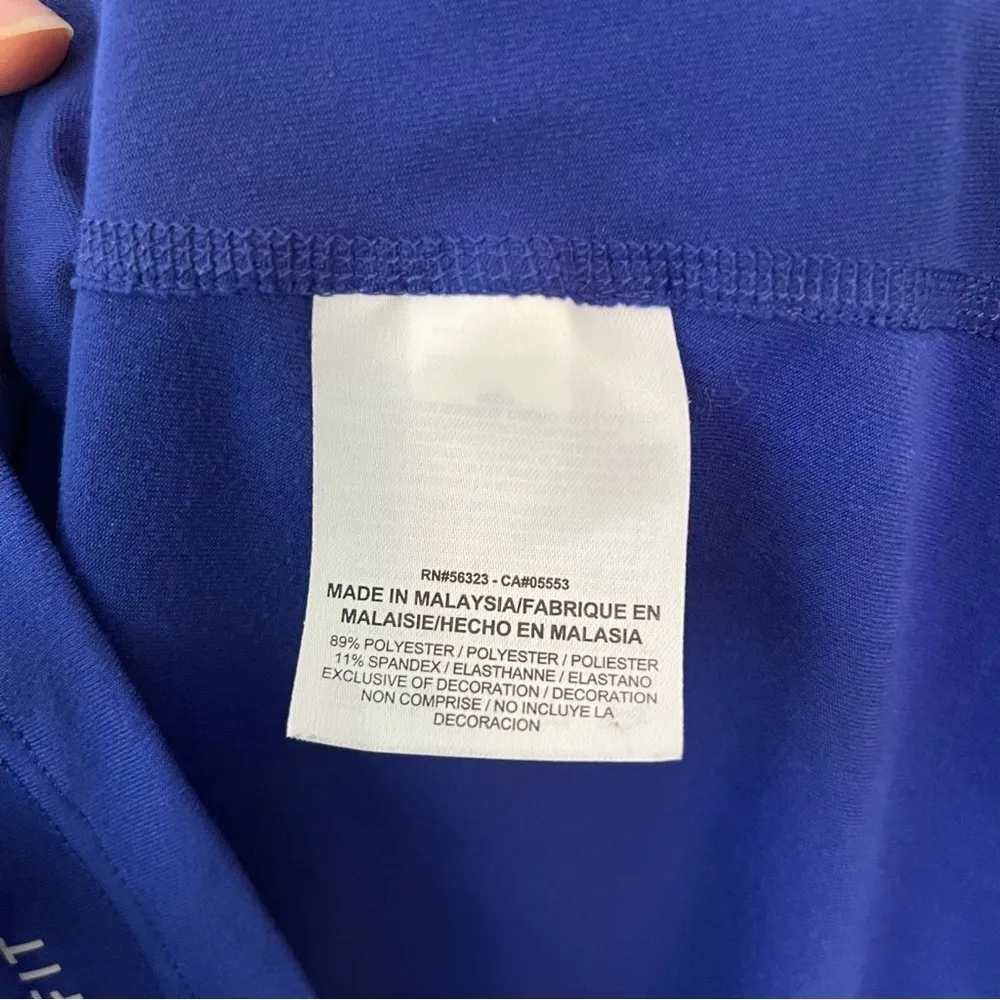 RN#56323 - CA#05553
MADE IN MALAYSIA/FABRIQUE EN
MALAISIE/HECHO EN MALASIA
89% POLYESTER / POLYESTER / POLIESTER
11% SPANDEX / ELASTHANNE / ELASTANO
EXCLUSIVE OF DECORATION / DECORATION
NON COMPRISE / NO INCLUYE LA
DECORACION
FIT